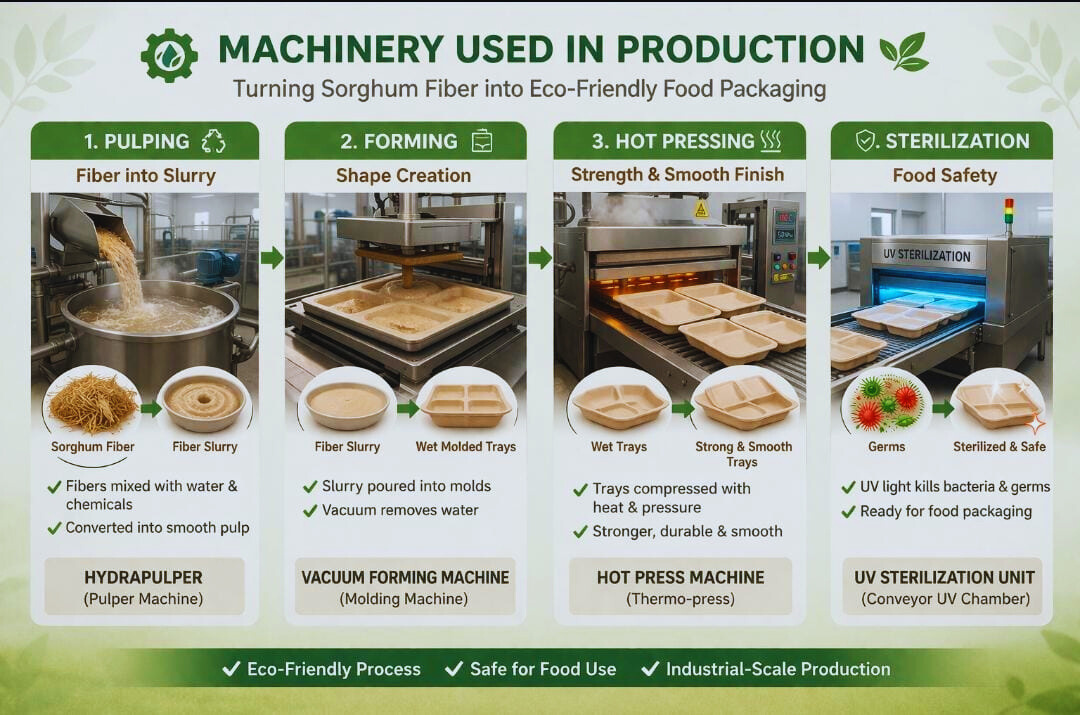 MACHINERY USED IN PRODUCTION
Turning Sorghum Fiber into Eco-Friendly Food Packaging
1. PULPING
Fiber into Slurry
Sorghum Fiber
Fiber Slurry
✓ Fibers mixed with water &
chemicals
✓ Converted into smooth pulp
HYDRAPULPER
(Pulper Machine)
2. FORMING
Shape Creation
Fiber Slurry
Wet Molded Trays
✓ Slurry poured into molds
✓ Vacuum removes water
VACUUM FORMING MACHINE
(Molding Machine)
3. HOT PRESSING
Strength & Smooth Finish
Wet Trays
Strong & Smooth
Trays
✓ Trays compressed with
heat & pressure
✓ Stronger, durable & smooth
HOT PRESS MACHINE
(Thermo-press)
. STERILIZATION
Food Safety
UV STERILIZATION
Germs
Sterilized & Safe
✓ UV light kills bacteria & germs
✓ Ready for food packaging
UV STERILIZATION UNIT
(Conveyor UV Chamber)
✓ Eco-Friendly Process ✓ Safe for Food Use ✓ Industrial-Scale Production